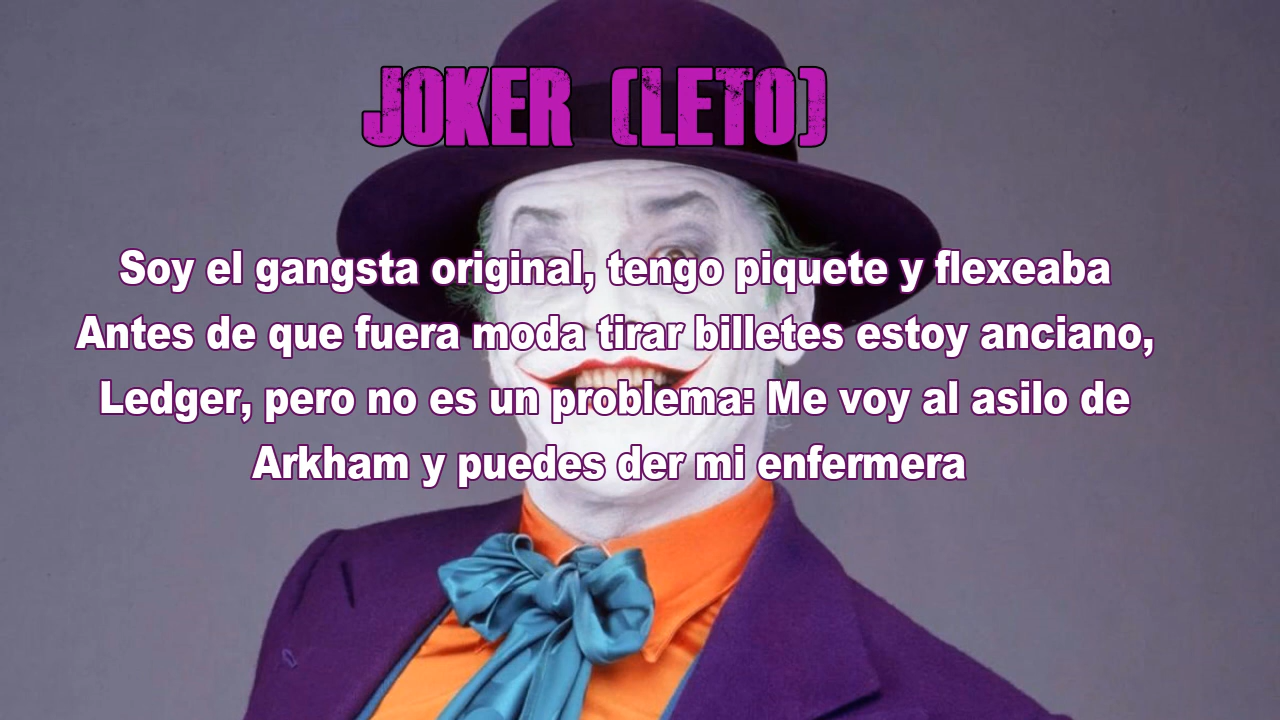 JOKER (LETO)
Soy el gangsta original, tengo piquete y flexeaba
Antes de que fuera moda tirar billetes estoy anciano,
Ledger, pero no es un problema: Me voy al asilo de
Arkham y puedes der mi enfermera